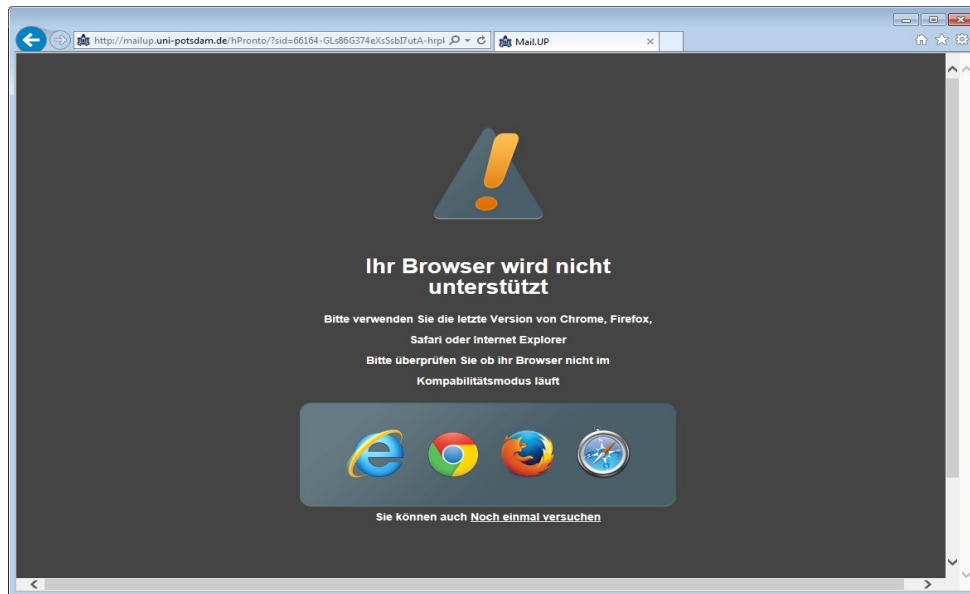 http://mailup.uni-potsdam.de/hPronto/?sid=66164-GLs86G374eXsSsbI7utA-hrpl
Mail.UP
Ihr Browser wird nicht
unterstützt
Bitte verwenden Sie die letzte Version von Chrome, Firefox,
Safari oder Internet Explorer
Bitte überprüfen Sie ob ihr Browser nicht im
Kompabilitätsmodus läuft
Sie können auch Noch einmal versuchen